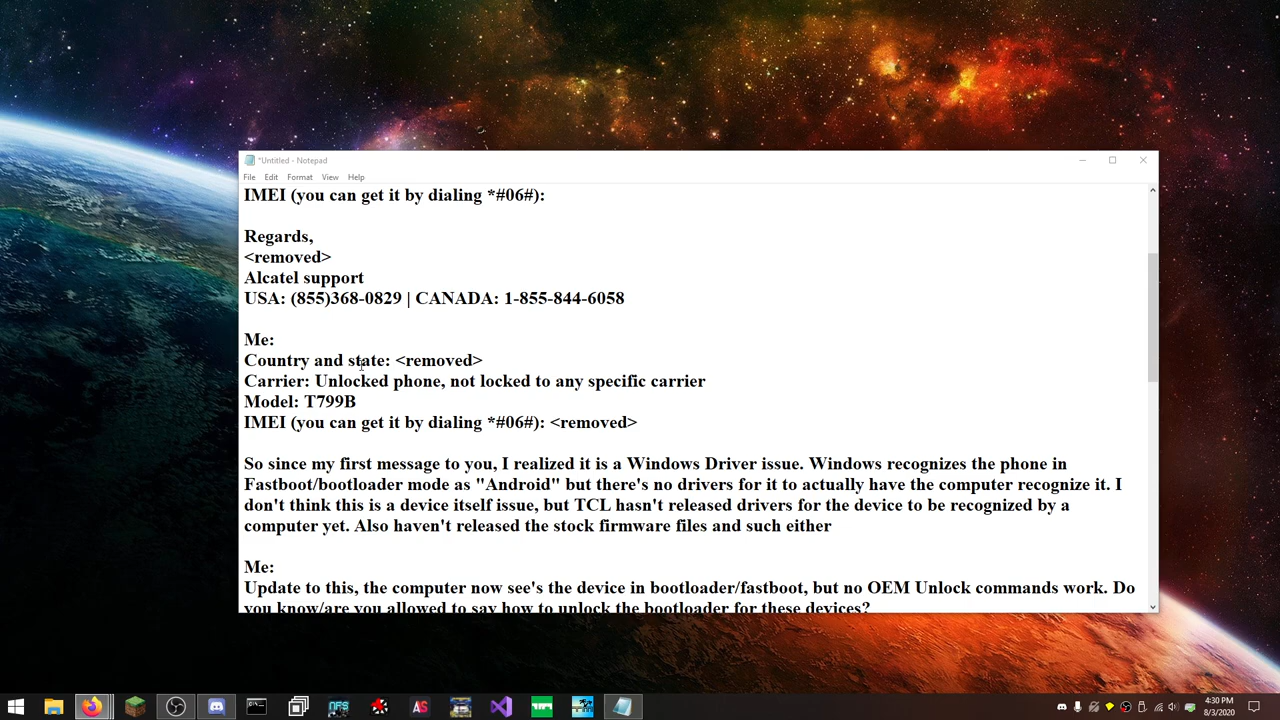 *Untitled - Notepad
File Edit Format View Help
IMEI (you can get it by dialing *#06#):
Regards,
<removed>
Alcatel support
USA: (855)368-0829 | CANADA: 1-855-844-6058
Me:
Country and state: <removed>
Carrier: Unlocked phone, not locked to any specific carrier
Model: T799B
IMEI (you can get it by dialing *#06#): <removed>
So since my first message to you, I realized it is a Windows Driver issue. Windows recognizes the phone in
Fastboot/bootloader mode as "Android" but there's no drivers for it to actually have the computer recognize it. I
don't think this is a device itself issue, but TCL hasn't released drivers for the device to be recognized by a
computer yet. Also haven't released the stock firmware files and such either
Me:
Update to this, the computer now see's the device in bootloader/fastboot, but no OEM Unlock commands work. Do
you know/are you allowed to say how to unlock the bootloader for these devices?
NFS
AS
4:30 PM
8/3/2020